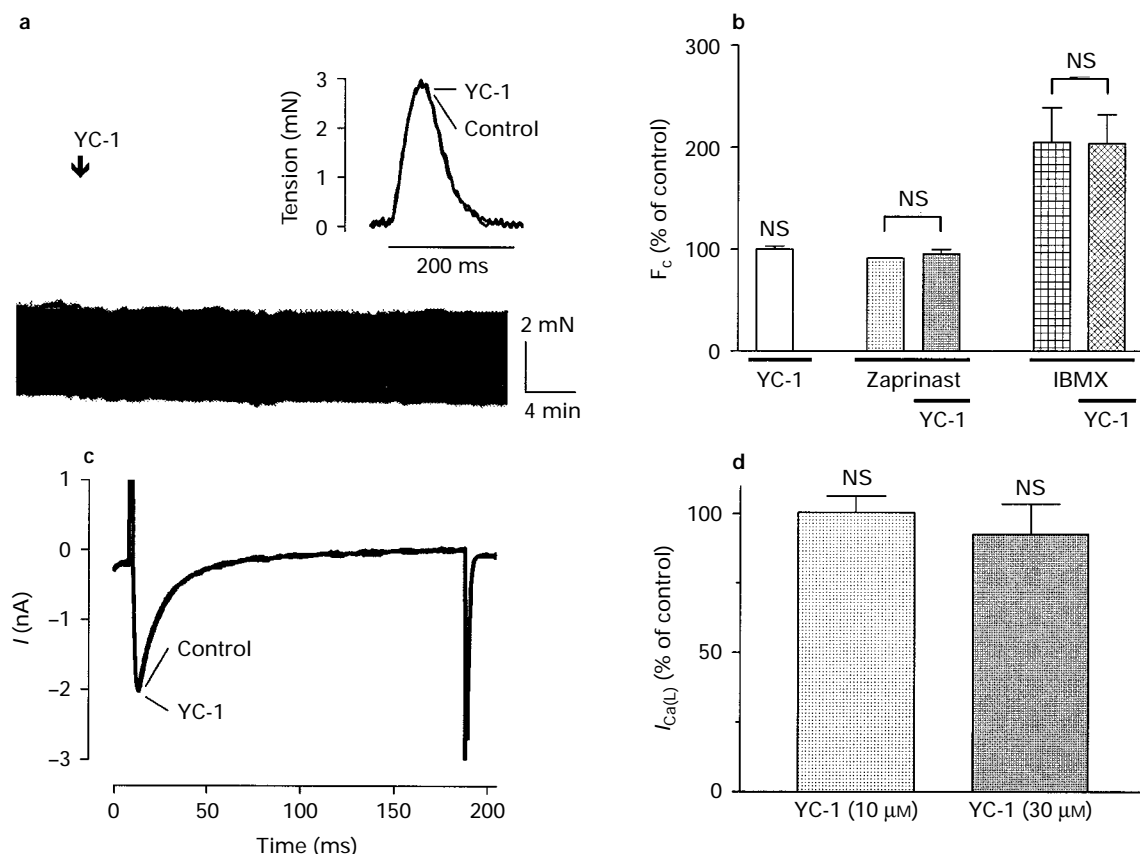 a
YC-1
3
2
1
0
Tension (mN)
YC-1
Control
200 ms
2 mN
4 min
b
300
200
100
0
F_c (% of control)
NS
NS
NS
YC-1
Zaprinast
IBMX
YC-1
YC-1
c
1
0
−1
−2
−3
I (nA)
Control
YC-1
0
50
100
150
200
Time (ms)
d
100
50
0
I_Ca(L) (% of control)
NS
NS
YC-1 (10 μM)
YC-1 (30 μM)